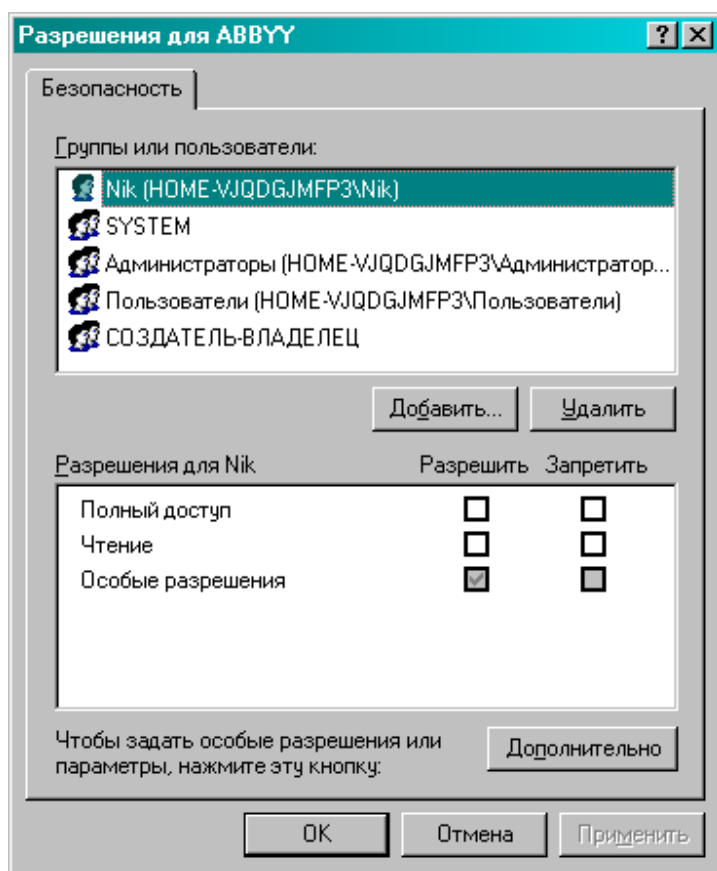 Разрешения для ABBYY
Безопасность
Группы или пользователи:
Nik (HOME-VJQDGJMFP3\Nik)
SYSTEM
Администраторы (HOME-VJQDGJMFP3\Администратор...
Пользователи (HOME-VJQDGJMFP3\Пользователи)
СОЗДАТЕЛЬ-ВЛАДЕЛЕЦ
Добавить... Удалить
Разрешения для Nik Разрешить Запретить
Полный доступ
Чтение
Особые разрешения
Чтобы задать особые разрешения или
параметры, нажмите эту кнопку:
Дополнительно
OK Отмена Применить